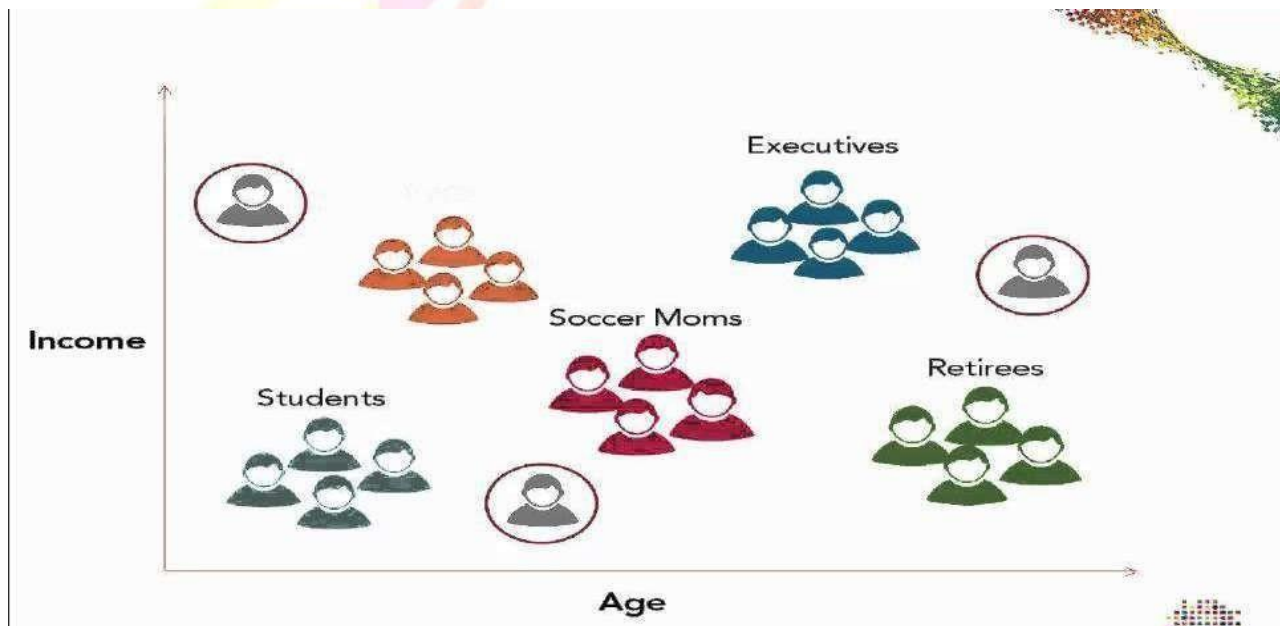 Executives
Income
Soccer Moms
Students
Retirees
Age